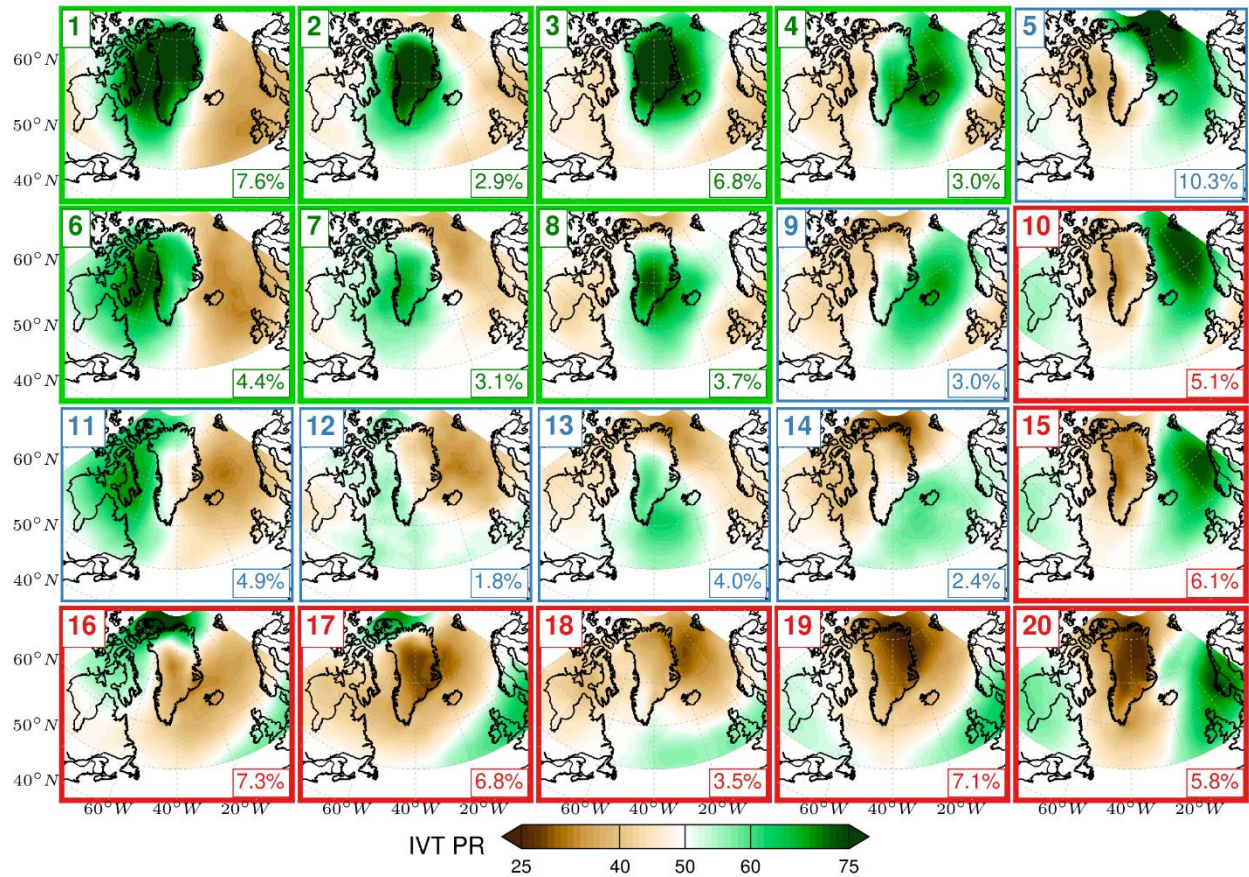 1 2 3 4 5
60°N
50°N
40°N
7.6% 2.9% 6.8% 3.0% 10.3%
6 7 8 9 10
60°N
50°N
40°N
4.4% 3.1% 3.7% 3.0% 5.1%
11 12 13 14 15
60°N
50°N
40°N
4.9% 1.8% 4.0% 2.4% 6.1%
16 17 18 19 20
60°N
50°N
40°N
7.3% 6.8% 3.5% 7.1% 5.8%
60°W 40°W 20°W 60°W 40°W 20°W 60°W 40°W 20°W 60°W 40°W 20°W 60°W 40°W 20°W
IVT PR
25 40 50 60 75